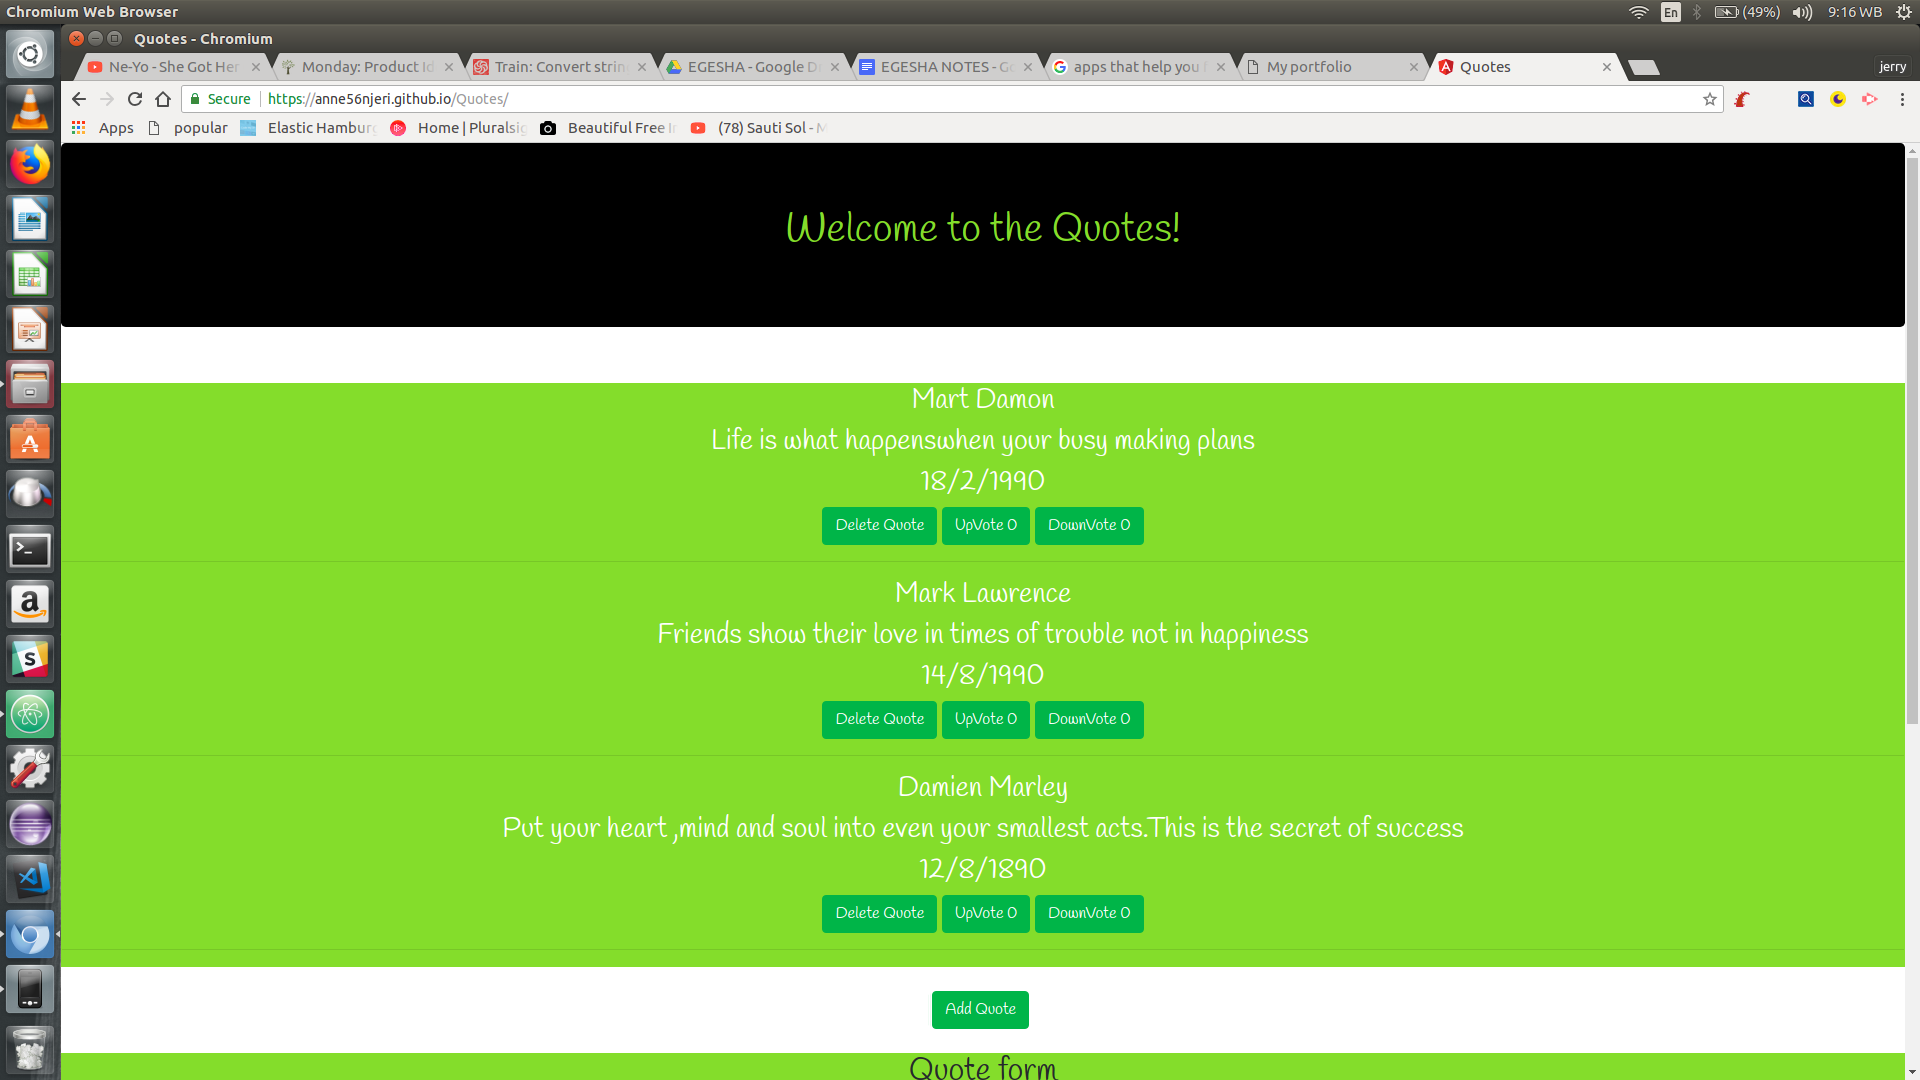 Chromium Web Browser
En
(49%)
9:16 WB
Quotes - Chromium
Ne-Yo - She Got Her
Monday: Product Id
Train: Convert strin
EGESHA - Google D
EGESHA NOTES - Go
apps that help you
My portfolio
Quotes
jerry
Secure
https://anne56njeri.github.io/Quotes/
Apps
popular
Elastic Hamburg
Home | Pluralsig
Beautiful Free I
(78) Sauti Sol - M
Welcome to the Quotes!
Mart Damon
Life is what happenswhen your busy making plans
18/2/1990
Delete Quote
UpVote 0
DownVote 0
Mark Lawrence
Friends show their love in times of trouble not in happiness
14/8/1990
Delete Quote
UpVote 0
DownVote 0
Damien Marley
Put your heart ,mind and soul into even your smallest acts.This is the secret of success
12/8/1890
Delete Quote
UpVote 0
DownVote 0
Add Quote
Quote form